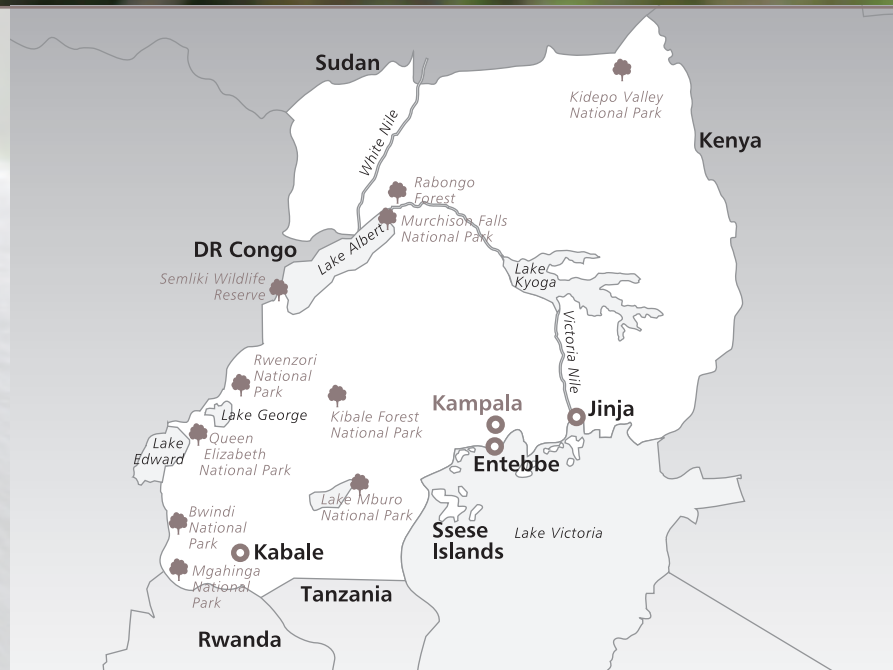 Sudan
Kidepo Valley
National Park
Kenya
White Nile
Rabongo
Forest
Murchison Falls
National Park
DR Congo
Lake Albert
Semliki Wildlife
Reserve
Lake
Kyoga
Victoria Nile
Rwenzori
National
Park
Lake George
Kibale Forest
National Park
Kampala
Jinja
Lake
Edward
Queen
Elizabeth
National Park
Entebbe
Lake Mburo
National Park
Bwindi
National
Park
Ssese
Islands
Lake Victoria
Kabale
Mgahinga
National
Park
Tanzania
Rwanda